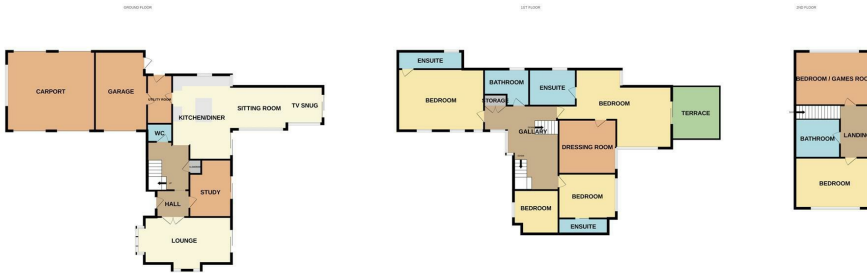 GROUND FLOOR
1ST FLOOR
2ND FLOOR
CARPORT
GARAGE
UTILITY ROOM
KITCHEN/DINER
SITTING ROOM
TV SNUG
WC
STUDY
HALL
LOUNGE
ENSUITE
BEDROOM
BATHROOM
STORAGE
ENSUITE
BEDROOM
TERRACE
GALLARY
DRESSING ROOM
BEDROOM
BEDROOM
ENSUITE
BEDROOM / GAMES ROO
BATHROOM
LANDING
BEDROOM